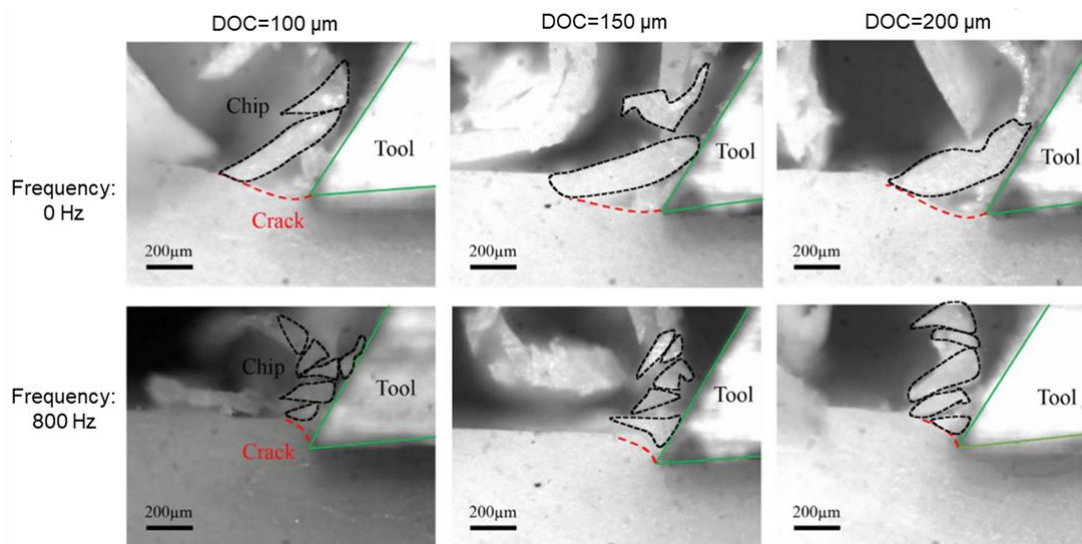 DOC=100 µm
DOC=150 µm
DOC=200 µm
Frequency:
0 Hz
Chip
Tool
Crack
200µm
Tool
200µm
Tool
200µm
Frequency:
800 Hz
Chip
Tool
Crack
200µm
Tool
200µm
Tool
200µm